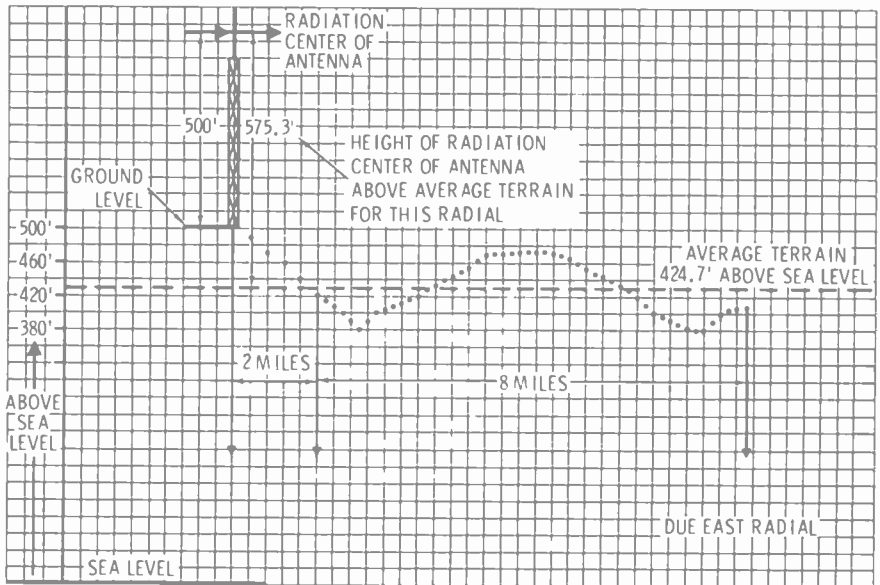 RADIATION
CENTER OF
ANTENNA
500'
575.3'
HEIGHT OF RADIATION
CENTER OF ANTENNA
ABOVE AVERAGE TERRAIN
FOR THIS RADIAL
GROUND
LEVEL
500'
460'
420'
380'
AVERAGE TERRAIN
424.7' ABOVE SEA LEVEL
2 MILES
8 MILES
ABOVE
SEA
LEVEL
DUE EAST RADIAL
SEA LEVEL